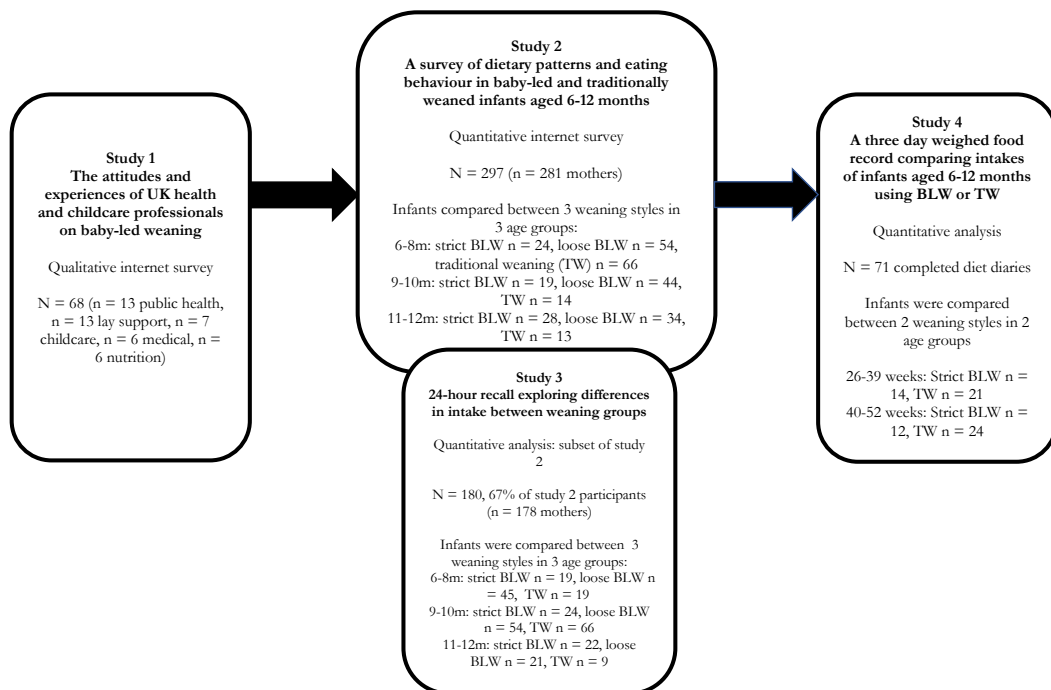 Study 1
The attitudes and
experiences of UK health
and childcare professionals
on baby-led weaning
Qualitative internet survey
N = 68 (n = 13 public health,
n = 13 lay support, n = 7
childcare, n = 6 medical, n =
6 nutrition)
Study 2
A survey of dietary patterns and eating
behaviour in baby-led and traditionally
weaned infants aged 6-12 months
Quantitative internet survey
N = 297 (n = 281 mothers)
Infants compared between 3 weaning styles in
3 age groups:
6-8m: strict BLW n = 24, loose BLW n = 54,
traditional weaning (TW) n = 66
9-10m: strict BLW n = 19, loose BLW n = 44,
TW n = 14
11-12m: strict BLW n = 28, loose BLW n = 34,
TW n = 13
Study 3
24-hour recall exploring differences
in intake between weaning groups
Quantitative analysis: subset of study
2
N = 180, 67% of study 2 participants
(n = 178 mothers)
Infants were compared between 3
weaning styles in 3 age groups:
6-8m: strict BLW n = 19, loose BLW n
= 45, TW n = 19
9-10m: strict BLW n = 24, loose BLW
n = 54, TW n = 66
11-12m: strict BLW n = 22, loose
BLW n = 21, TW n = 9
Study 4
A three day weighed food
record comparing intakes
of infants aged 6-12 months
using BLW or TW
Quantitative analysis
N = 71 completed diet diaries
Infants were compared
between 2 weaning styles in 2
age groups
26-39 weeks: Strict BLW n =
14, TW n = 21
40-52 weeks: Strict BLW n =
12, TW n = 24